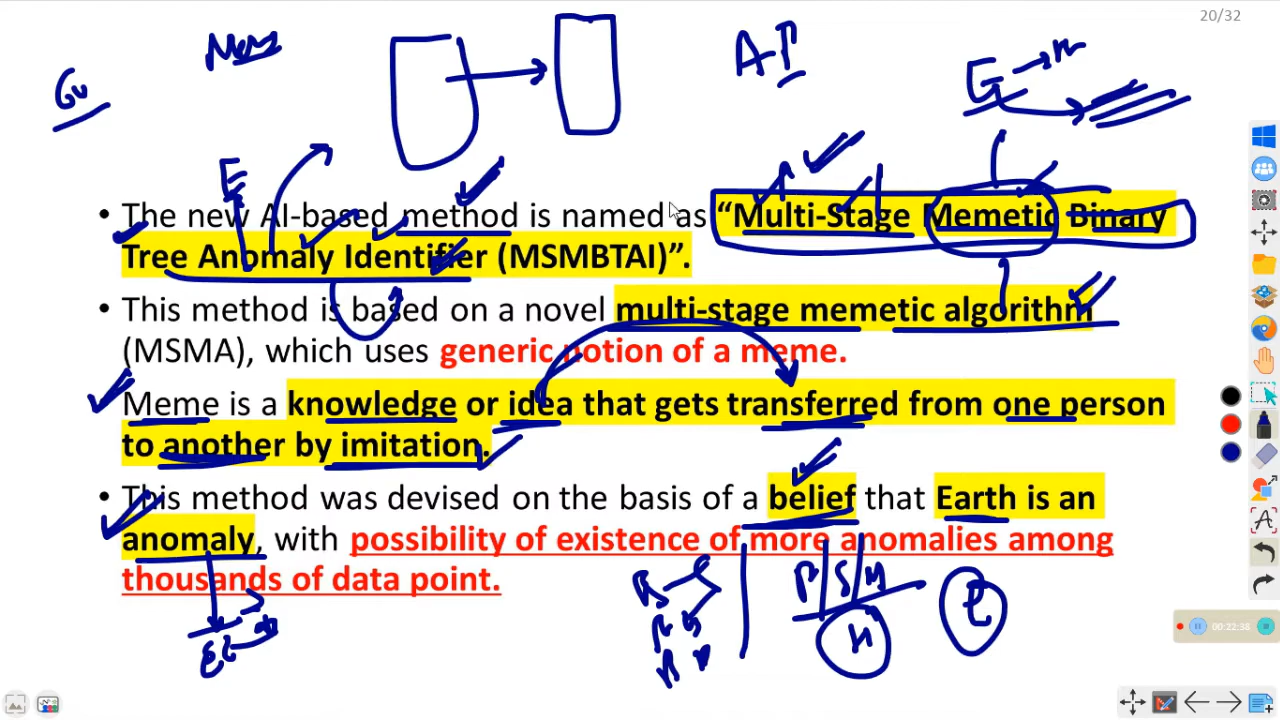 20/32
Mem
AI
G
E
• The new AI-based method is named as “Multi-Stage Memetic Binary
Tree Anomaly Identifier (MSMBTAI)”.
• This method is based on a novel multi-stage memetic algorithm
(MSMA), which uses generic notion of a meme.
Meme is a knowledge or idea that gets transferred from one person
to another by imitation.
• This method was devised on the basis of a belief that Earth is an
anomaly, with possibility of existence of more anomalies among
thousands of data point.
P S M
H
00:22:38